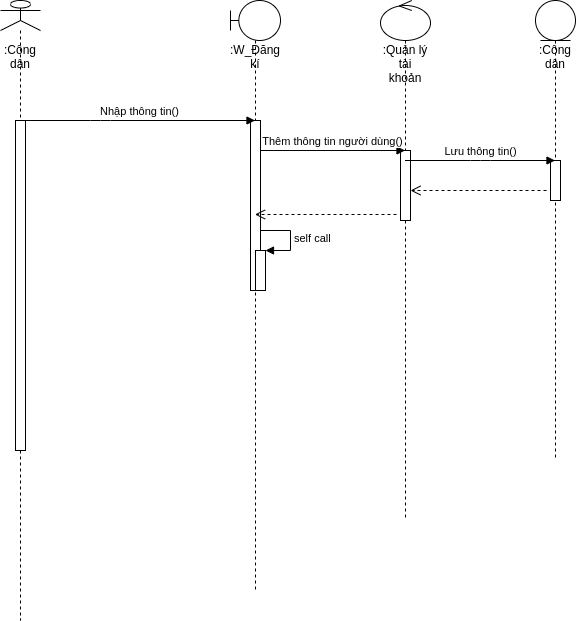 :Công
dân
:W_Đăng
kí
:Quản lý
tài
khoản
:Công
dân
Nhập thông tin()
Thêm thông tin người dùng()
Lưu thông tin()
self call